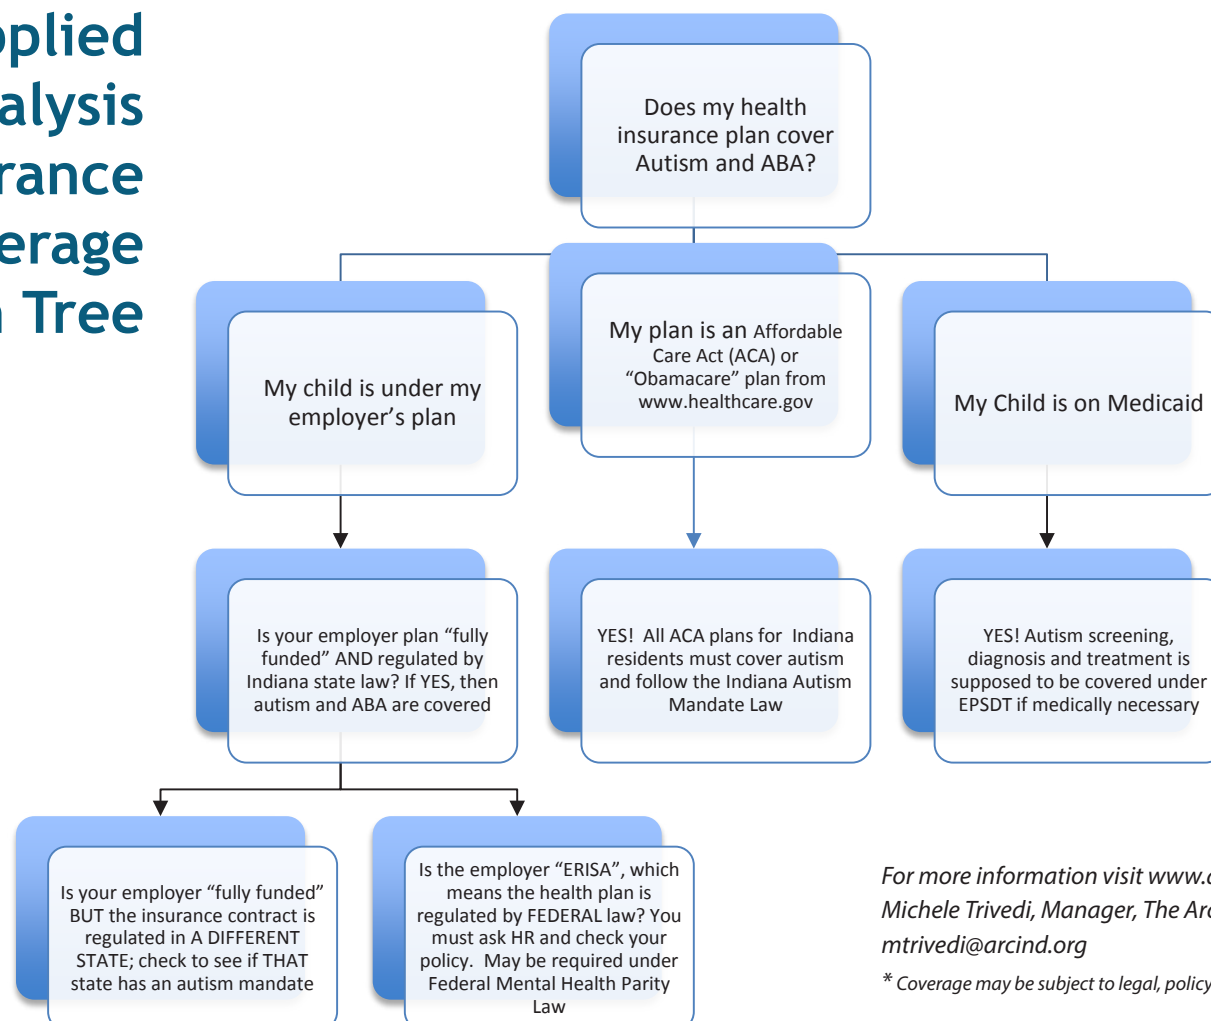 Tree
Does my health
insurance plan cover
Autism and ABA?
My child is under my
employer’s plan
My plan is an Affordable
Care Act (ACA) or
“Obamacare” plan from
www.healthcare.gov
My Child is on Medicaid
Is your employer plan “fully
funded” AND regulated by
Indiana state law? If YES, then
autism and ABA are covered
YES!  All ACA plans for  Indiana
residents must cover autism
and follow the Indiana Autism
Mandate Law
YES! Autism screening,
diagnosis and treatment is
supposed to be covered under
EPSDT if medically necessary
Is your employer “fully funded”
BUT the insurance contract is
regulated in A DIFFERENT
STATE; check to see if THAT
state has an autism mandate
Is the employer “ERISA”, which
means the health plan is
regulated by FEDERAL law? You
must ask HR and check your
policy.  May be required under
Federal Mental Health Parity
Law
For more information visit
Michele Trivedi, Manager, The
mtrivedi@arcind.org
* Coverage may be subject to legal, policy